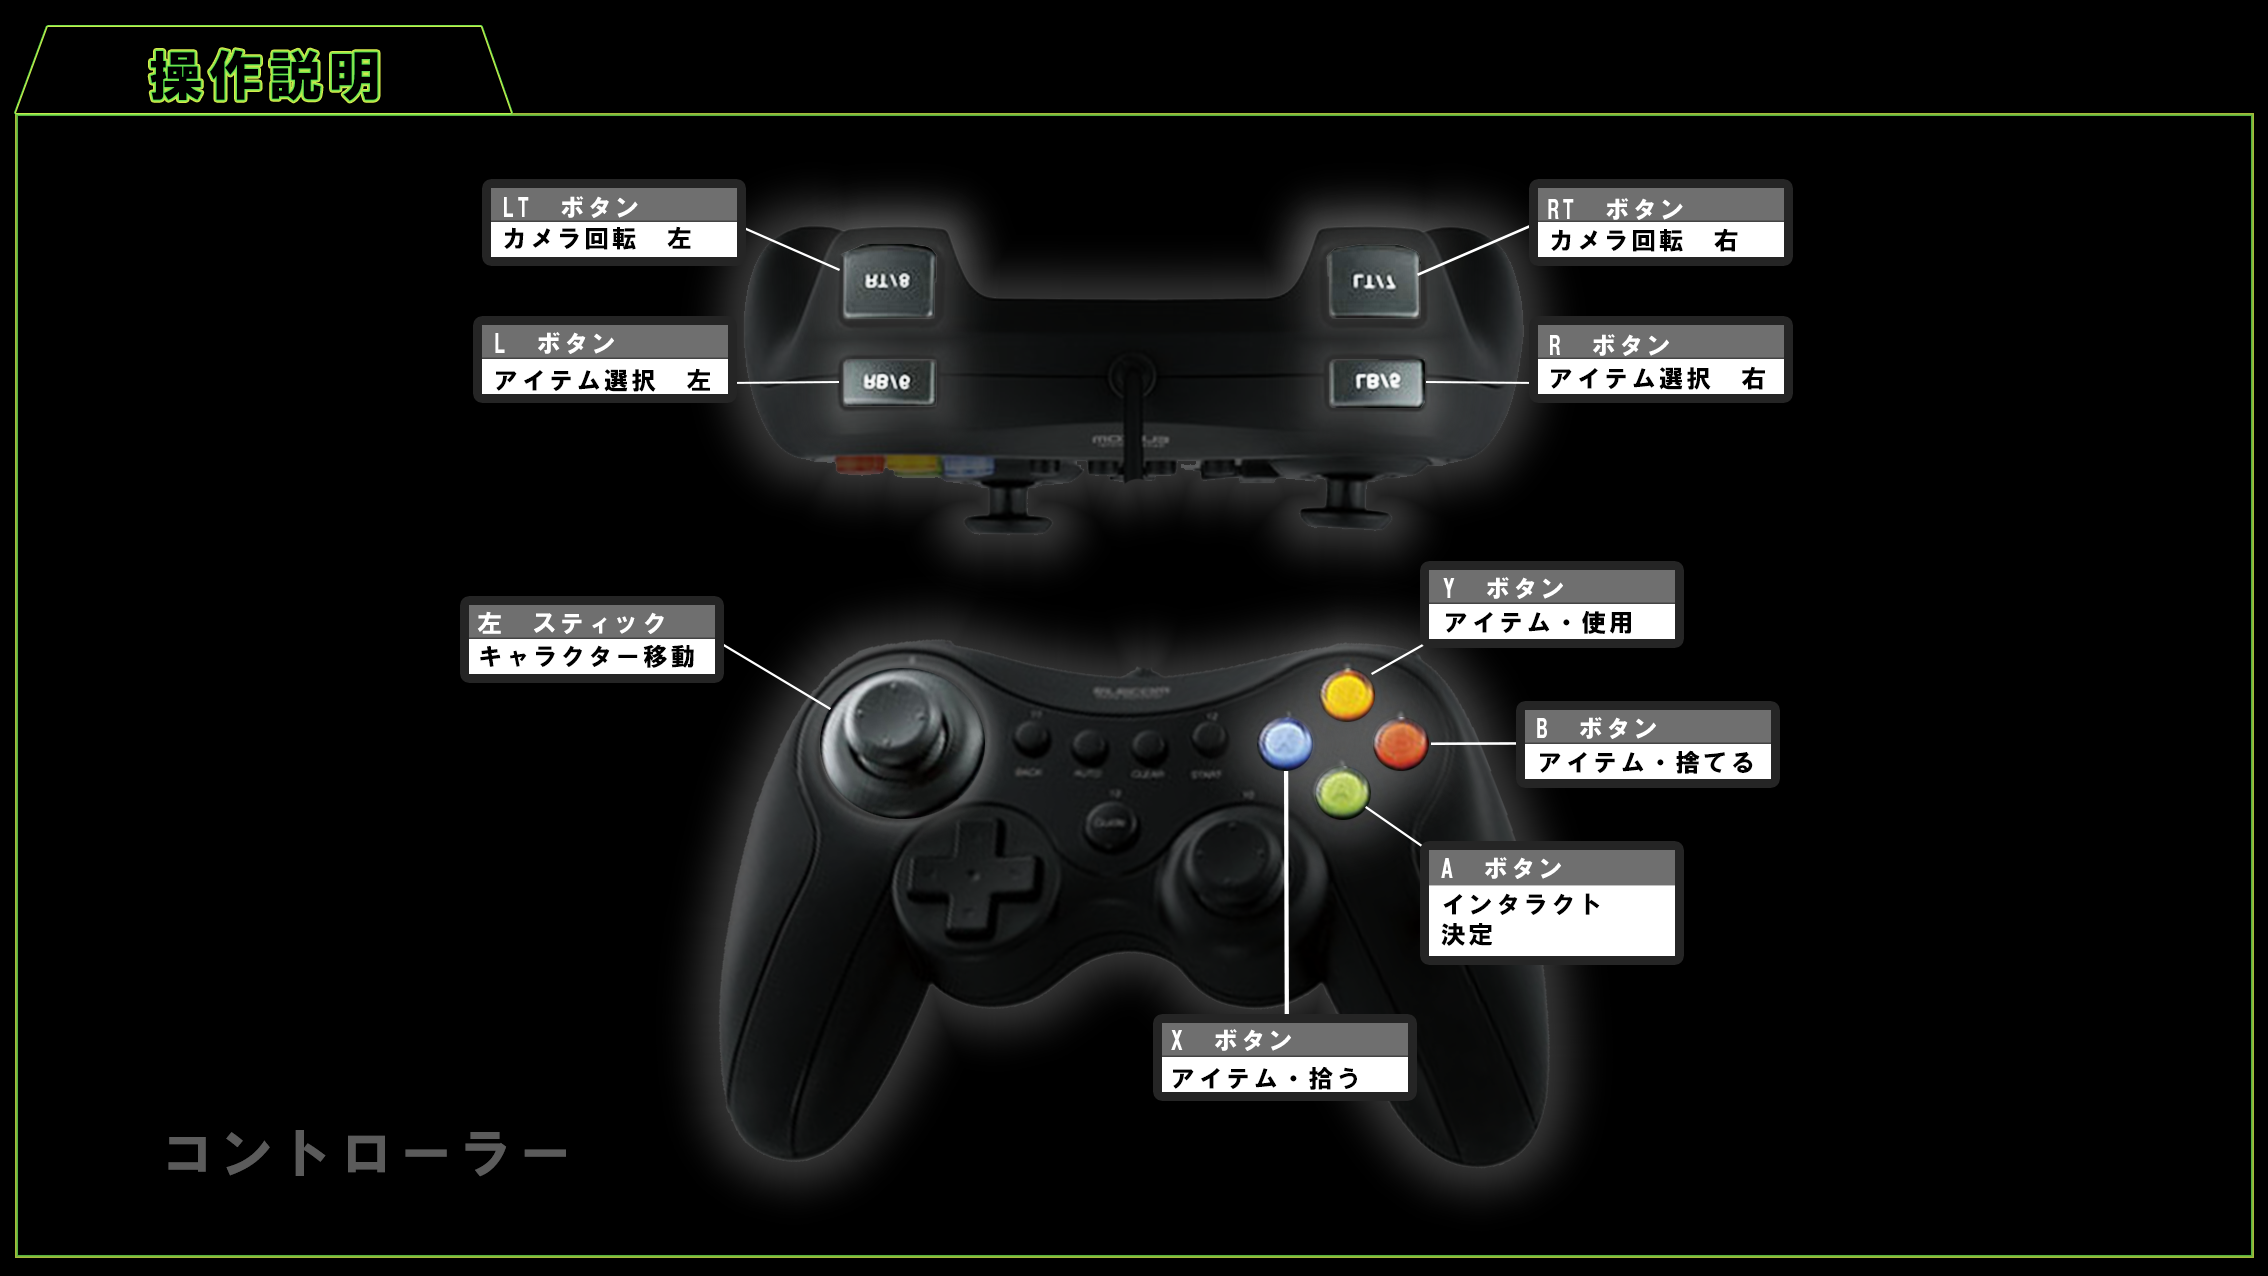 操作説明
LT ボタン
カメラ回転 左
RT ボタン
カメラ回転 右
RT/8
LT/7
L ボタン
アイテム選択 左
R ボタン
アイテム選択 右
RB/6
LB/5
Y ボタン
アイテム・使用
左 スティック
キャラクター移動
ELECOM
B ボタン
アイテム・捨てる
11
12
BACK
AUTO
CLEAR
START
13
10
Guide
A ボタン
インタラクト
決定
X ボタン
アイテム・拾う
コントローラー